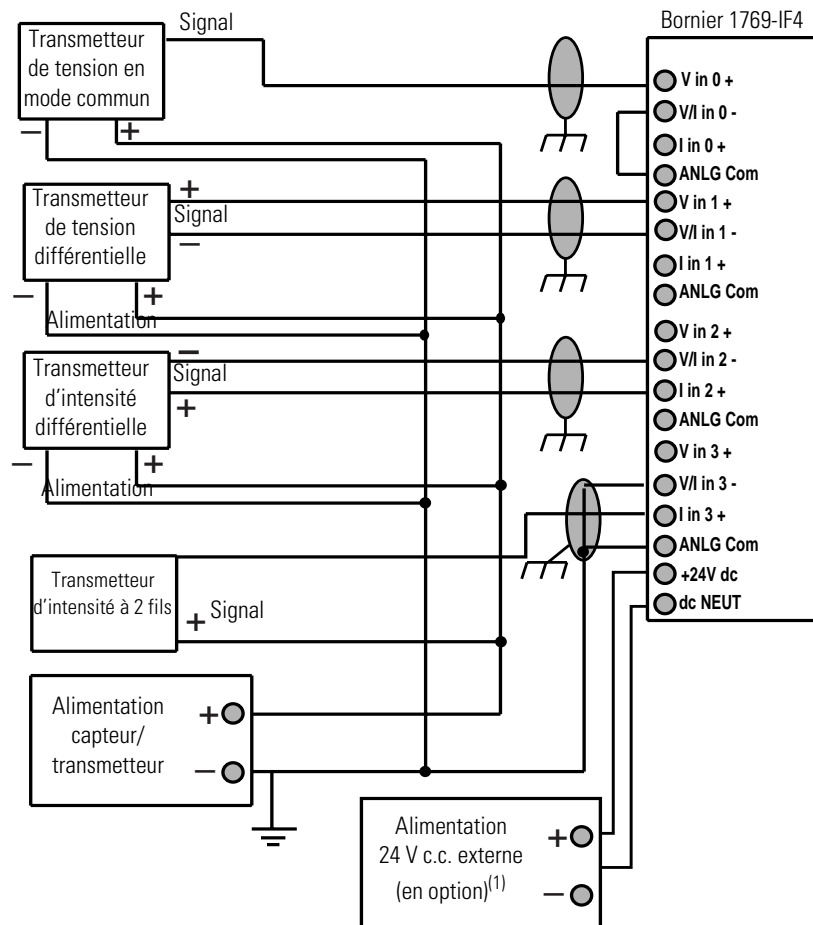 Bornier 1769-IF4
Signal
Transmetteur
de tension en
mode commun
— +
V in 0 +
V/I in 0 -
I in 0 +
ANLG Com
Transmetteur
de tension
différentielle
+
Signal
—
— +
Alimentation
V in 1 +
V/I in 1 -
I in 1 +
ANLG Com
Transmetteur
d'intensité
différentielle
—
Signal
+
— +
Alimentation
V in 2 +
V/I in 2 -
I in 2 +
ANLG Com
V in 3 +
V/I in 3 -
I in 3 +
ANLG Com
+24V dc
dc NEUT
Transmetteur
d'intensité à 2 fils
+ Signal
Alimentation
capteur/
transmetteur
+
—
Alimentation
24 V c.c. externe
(en option)(1)
+
—